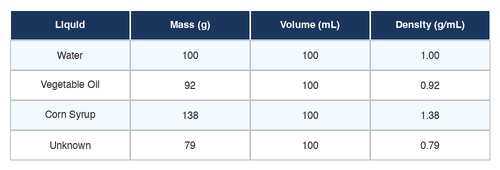 Liquid Mass (g) Volume (mL) Density (g/mL)
Water 100 100 1.00
Vegetable Oil 92 100 0.92
Corn Syrup 138 100 1.38
Unknown 79 100 0.79